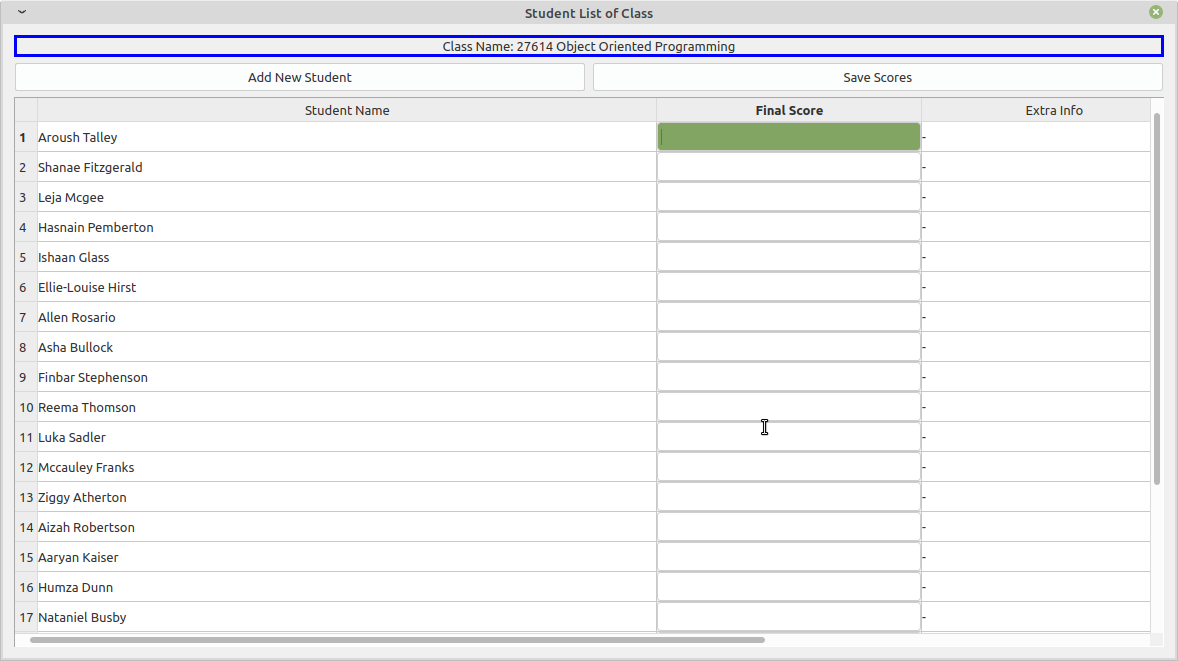 Student List of Class
Class Name: 27614 Object Oriented Programming
Add New Student Save Scores
Student Name Final Score Extra Info
1 Aroush Talley -
2 Shanae Fitzgerald -
3 Leja Mcgee -
4 Hasnain Pemberton -
5 Ishaan Glass -
6 Ellie-Louise Hirst -
7 Allen Rosario -
8 Asha Bullock -
9 Finbar Stephenson -
10 Reema Thomson -
11 Luka Sadler -
12 Mccauley Franks -
13 Ziggy Atherton -
14 Aizah Robertson -
15 Aaryan Kaiser -
16 Humza Dunn -
17 Nataniel Busby -